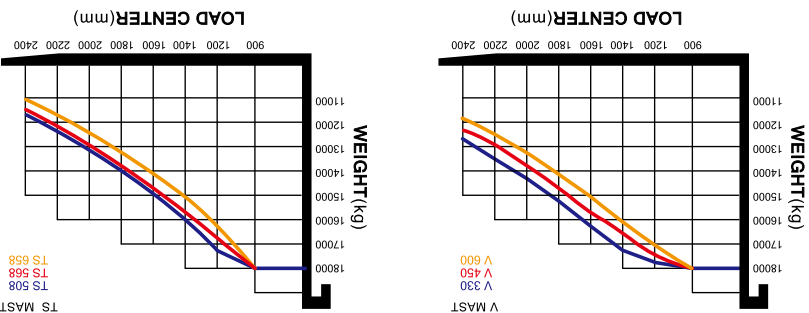 V MAST
V 330
V 450
V 600
18000
17000
16000
15000
14000
13000
12000
11000
WEIGHT(kg)
900 1200 1400 1600 1800 2000 2200 2400
LOAD CENTER(mm)
TS MAST
TS 508
TS 568
TS 658
18000
17000
16000
15000
14000
13000
12000
11000
WEIGHT(kg)
900 1200 1400 1600 1800 2000 2200 2400
LOAD CENTER(mm)